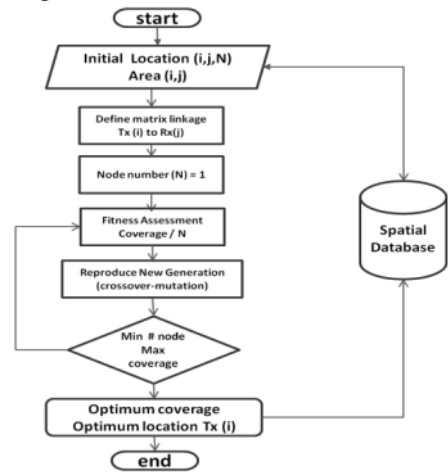 start
Initial Location (i,j,N)
Area (i,j)
Define matrix linkage
Tx (i) to Rx(j)
Node number (N) = 1
Fitness Assessment
Coverage / N
Reproduce New Generation
(crossover-mutation)
Min # node
Max
coverage
Optimum coverage
Optimum location Tx (i)
end
Spatial
Database